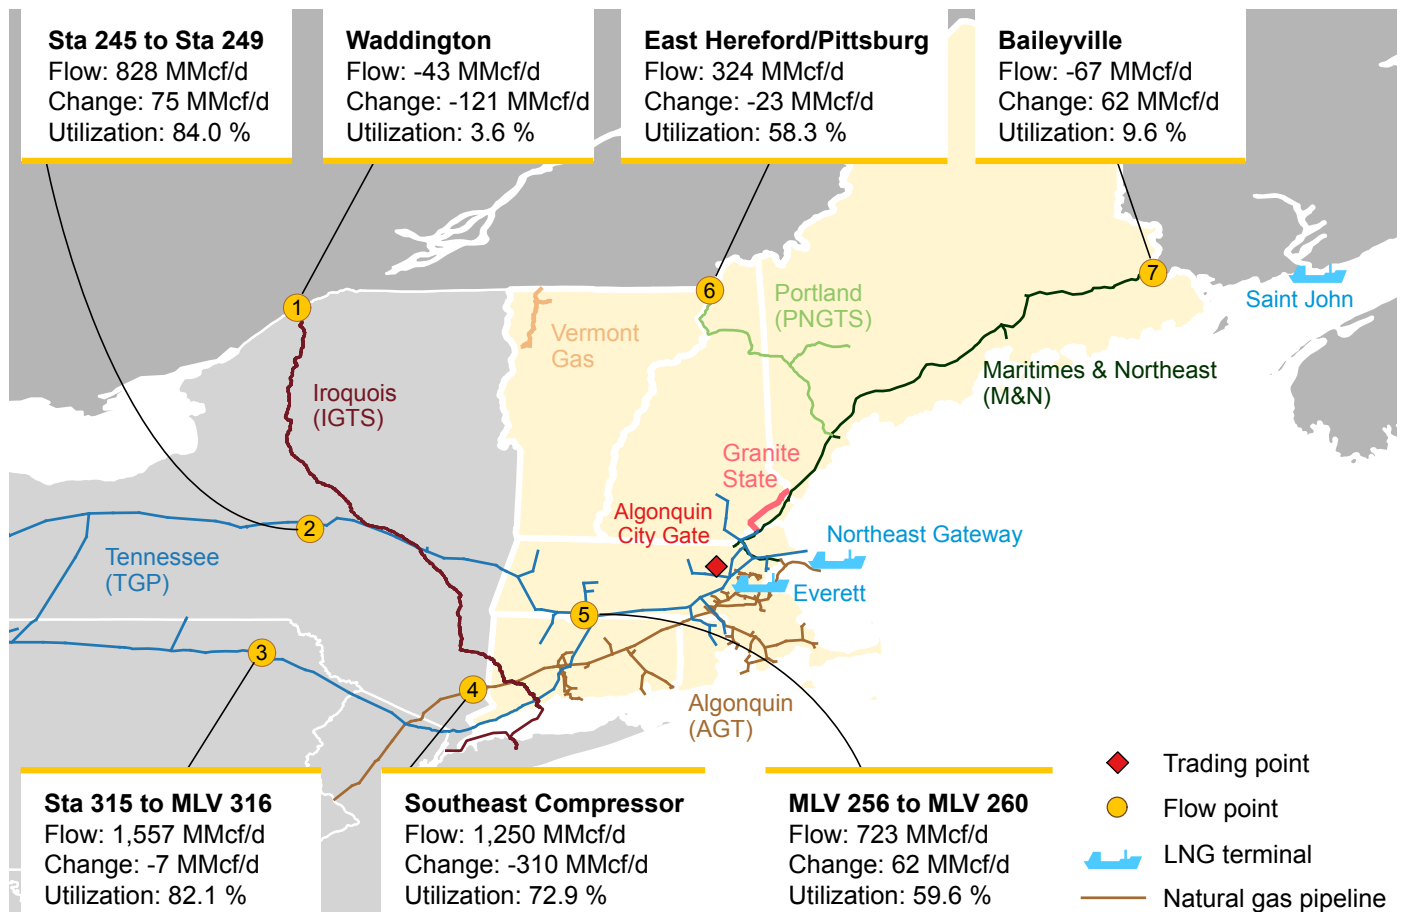 Sta 245 to Sta 249
Flow: 828 MMcf/d
Change: 75 MMcf/d
Utilization: 84.0 %
Waddington
Flow: -43 MMcf/d
Change: -121 MMcf/d
Utilization: 3.6 %
East Hereford/Pittsburg
Flow: 324 MMcf/d
Change: -23 MMcf/d
Utilization: 58.3 %
Baileyville
Flow: -67 MMcf/d
Change: 62 MMcf/d
Utilization: 9.6 %
1
6
7
Saint John
Portland
(PNGTS)
Vermont
Gas
Iroquois
(IGTS)
Maritimes & Northeast
(M&N)
Granite
State
Algonquin
City Gate
2
Northeast Gateway
Tennessee
(TGP)
Everett
5
3
4
Algonquin
(AGT)
Sta 315 to MLV 316
Flow: 1,557 MMcf/d
Change: -7 MMcf/d
Utilization: 82.1 %
Southeast Compressor
Flow: 1,250 MMcf/d
Change: -310 MMcf/d
Utilization: 72.9 %
MLV 256 to MLV 260
Flow: 723 MMcf/d
Change: 62 MMcf/d
Utilization: 59.6 %
Trading point
Flow point
LNG terminal
Natural gas pipeline